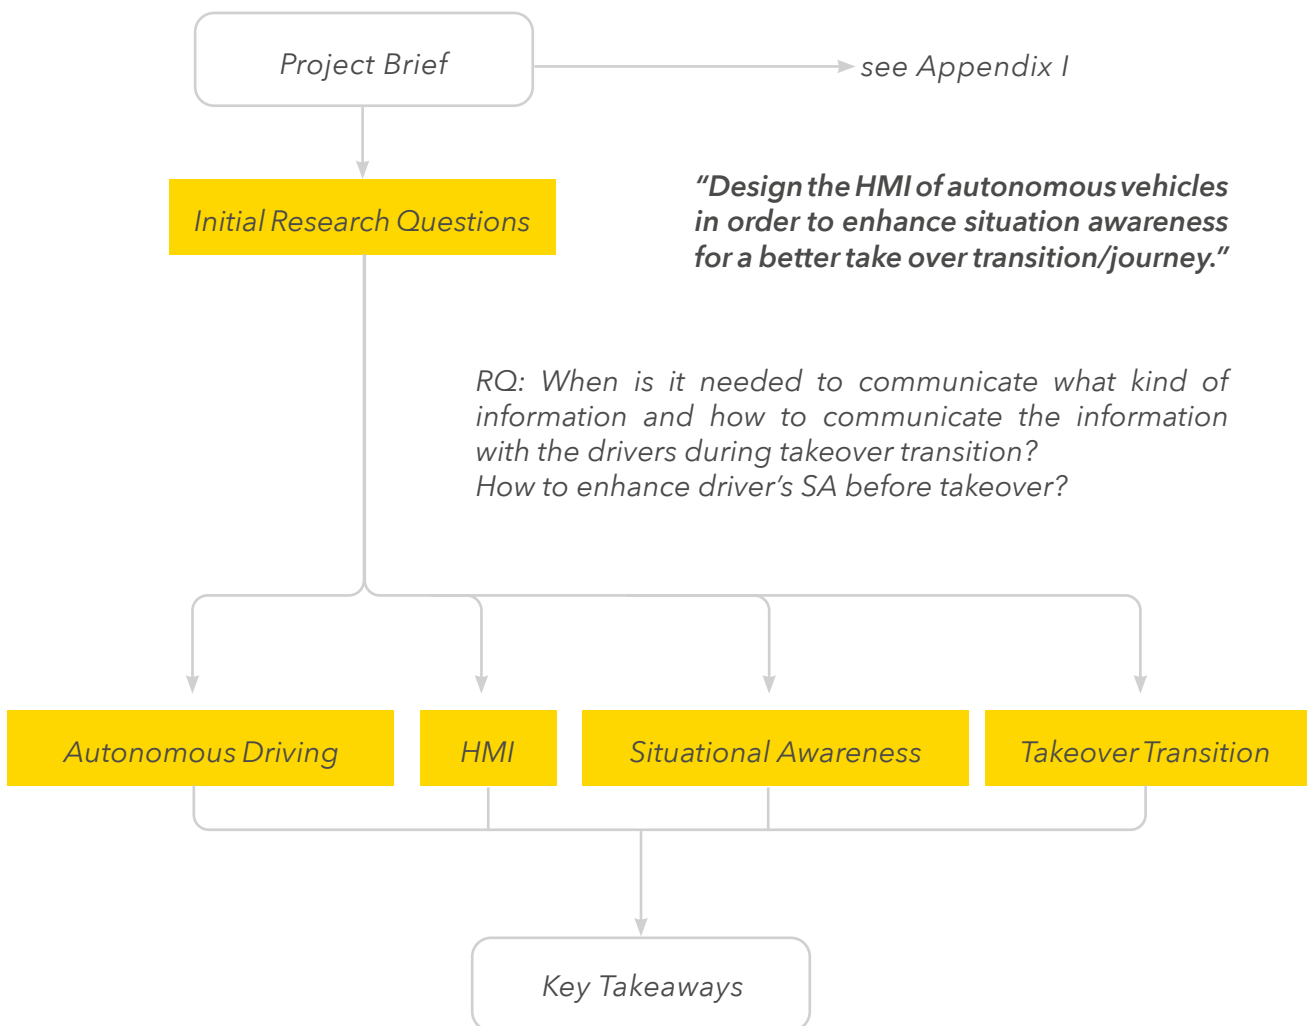 Project Brief
see Appendix I
Initial Research Questions
“Design the HMI of autonomous vehicles
in order to enhance situation awareness
for a better take over transition/journey.”
RQ: When is it needed to communicate what kind of
information and how to communicate the information
with the drivers during takeover transition?
How to enhance driver’s SA before takeover?
Autonomous Driving
HMI
Situational Awareness
Takeover Transition
Key Takeaways